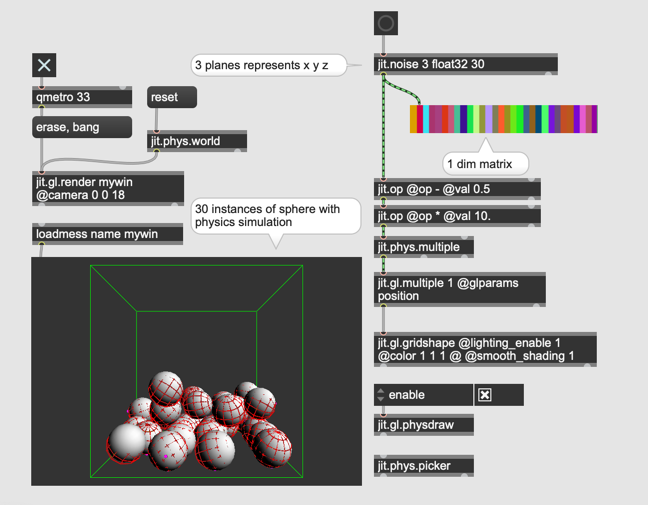 3 planes represents x y z
jit.noise 3 float32 30
qmetro 33
reset
erase, bang
jit.phys.world
1 dim matrix
jit.gl.render mywin
@camera 0 0 18
jit.op @op - @val 0.5
30 instances of sphere with
physics simulation
jit.op @op * @val 10.
loadmess name mywin
jit.phys.multiple
jit.gl.multiple 1 @glparams
position
jit.gl.gridshape @lighting_enable 1
@color 1 1 1 @ @smooth_shading 1
enable
jit.gl.physdraw
jit.phys.picker